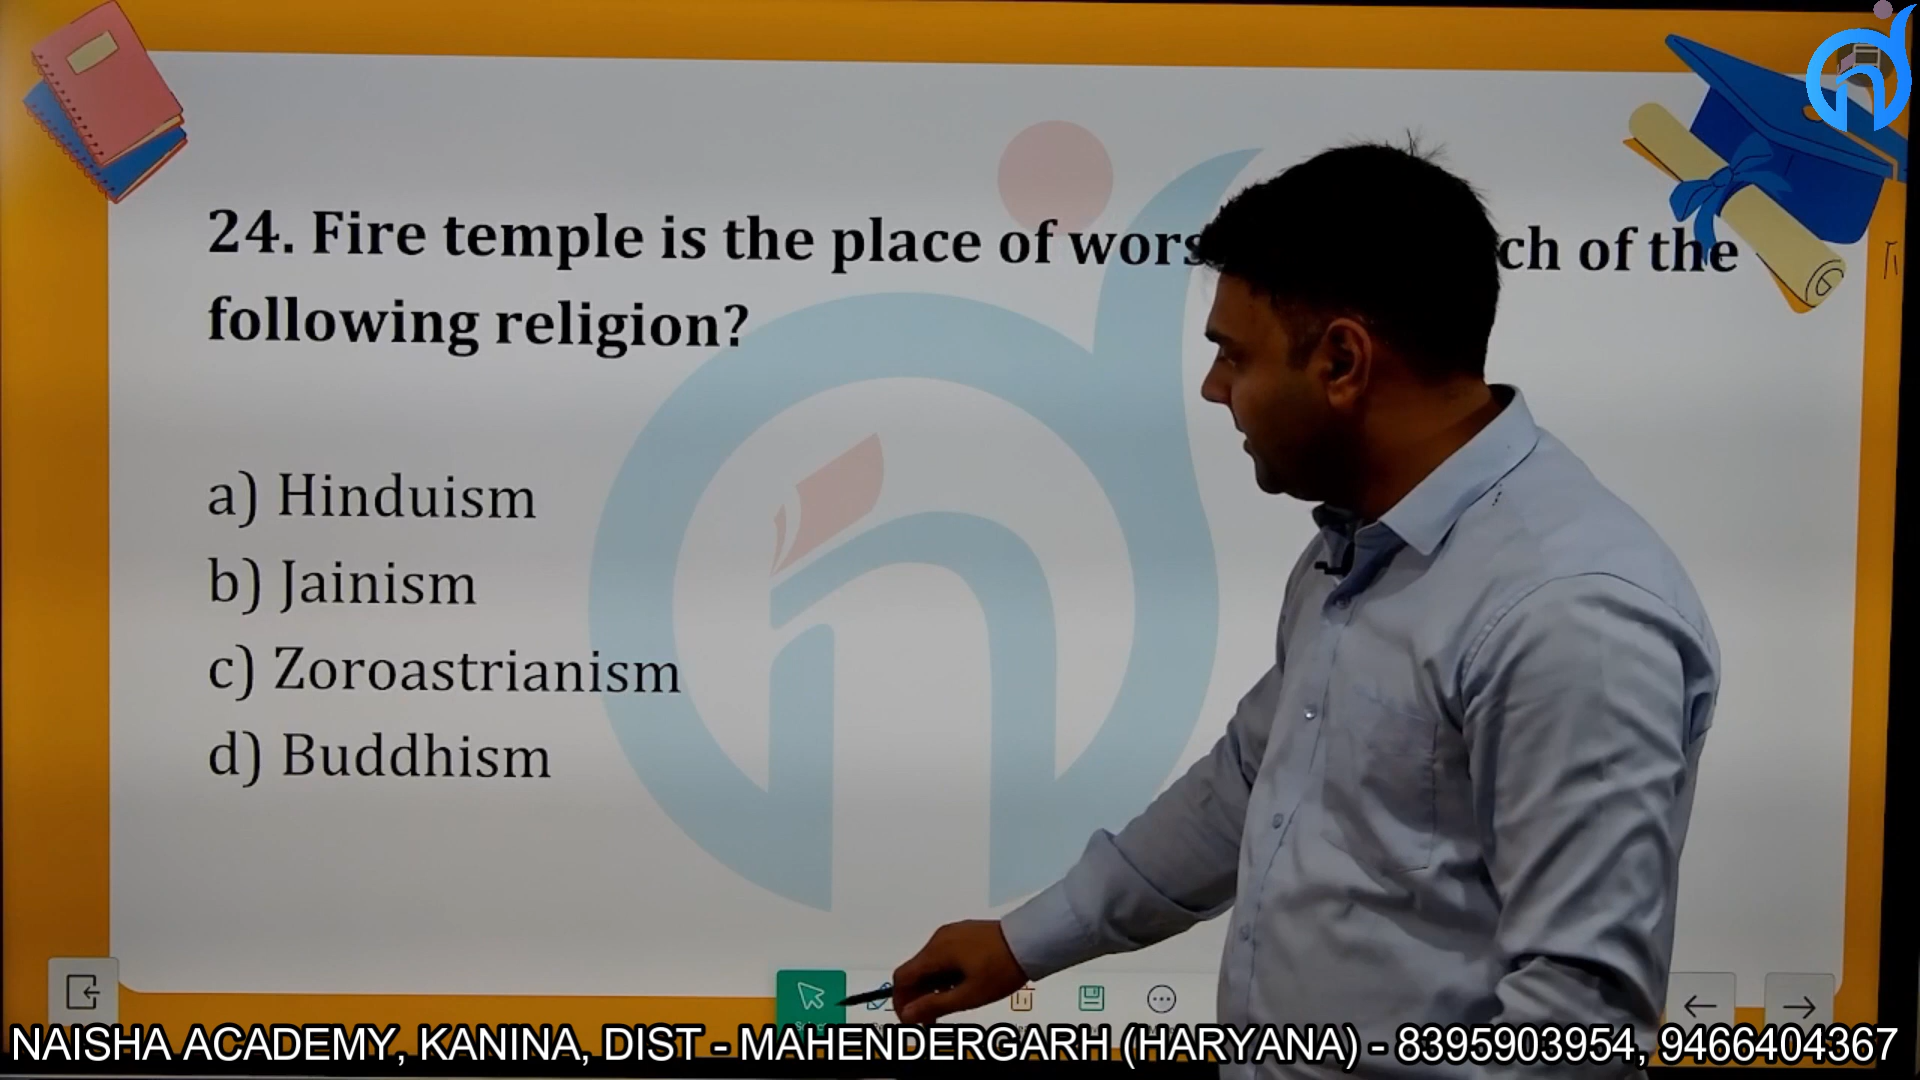 24. Fire temple is the place of wors ch of the
following religion?
a) Hinduism
b) Jainism
c) Zoroastrianism
d) Buddhism
NAISHA ACADEMY, KANINA, DIST - MAHENDERGARH (HARYANA) - 8395903954, 9466404367